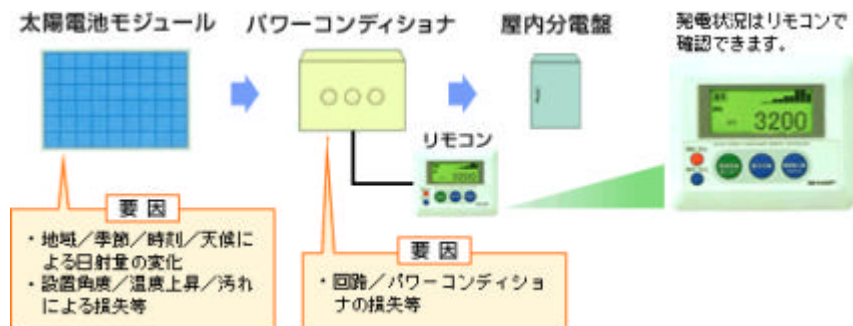 太陽電池モジュール
パワーコンディショナ
屋内分電盤
発電状況はリモコンで
確認できます。
リモコン
3200
3200
要因
・地域／季節／時刻／天候に
よる日射量の変化
・設置角度／温度上昇／汚れ
による損失等
要因
・回路／パワーコンディショ
ナの損失等